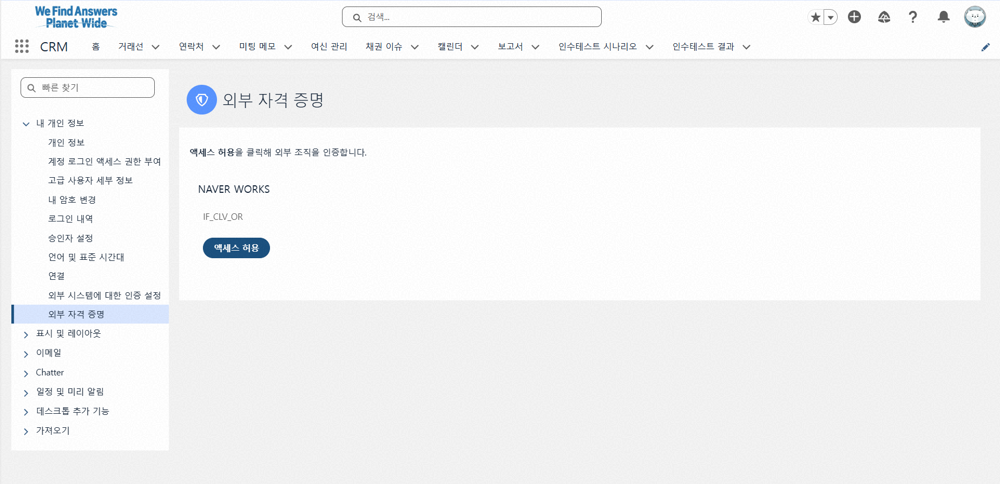 We Find Answers
Planet Wide
검색...
CRM
홈
거래선
연락처
미팅 메모
여신 관리
채권 이슈
캘린더
보고서
인수테스트 시나리오
인수테스트 결과
빠른 찾기
내 개인 정보
개인 정보
계정 로그인 액세스 권한 부여
고급 사용자 세부 정보
내 암호 변경
로그인 내역
승인자 설정
언어 및 표준 시간대
연결
외부 시스템에 대한 인증 설정
외부 자격 증명
표시 및 레이아웃
이메일
Chatter
일정 및 미리 알림
데스크톱 추가 기능
가져오기
외부 자격 증명
액세스 허용을 클릭해 외부 조직을 인증합니다.
NAVER WORKS
IF_CLV_OR
액세스 허용